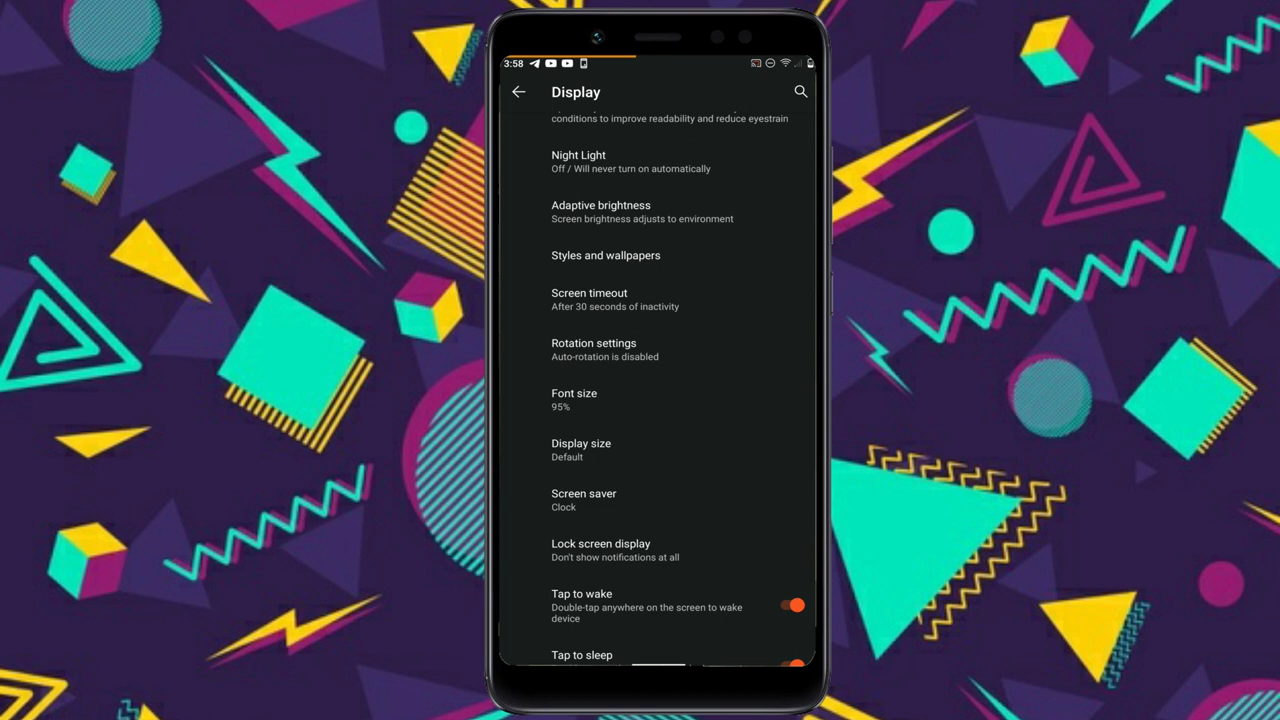 3:58
Display
conditions to improve readability and reduce eyestrain
Night Light
Off / Will never turn on automatically
Adaptive brightness
Screen brightness adjusts to environment
Styles and wallpapers
Screen timeout
After 30 seconds of inactivity
Rotation settings
Auto-rotation is disabled
Font size
95%
Display size
Default
Screen saver
Clock
Lock screen display
Don't show notifications at all
Tap to wake
Double-tap anywhere on the screen to wake
device
Tap to sleep